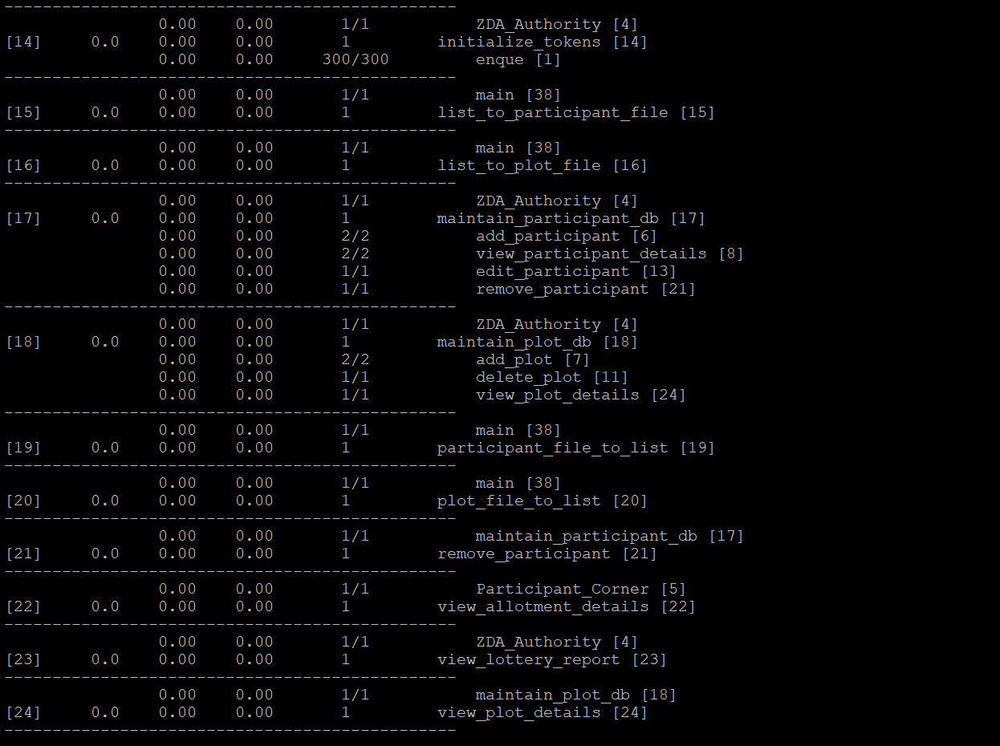 -----------------------------------------------
                0.00    0.00       1/1           ZDA_Authority [4]
[14]     0.0    0.00    0.00       1         initialize_tokens [14]
                0.00    0.00     300/300         enque [1]
-----------------------------------------------
                0.00    0.00       1/1           main [38]
[15]     0.0    0.00    0.00       1         list_to_participant_file [15]
-----------------------------------------------
                0.00    0.00       1/1           main [38]
[16]     0.0    0.00    0.00       1         list_to_plot_file [16]
-----------------------------------------------
                0.00    0.00       1/1           ZDA_Authority [4]
[17]     0.0    0.00    0.00       1         maintain_participant_db [17]
                0.00    0.00       2/2           add_participant [6]
                0.00    0.00       2/2           view_participant_details [8]
                0.00    0.00       1/1           edit_participant [13]
                0.00    0.00       1/1           remove_participant [21]
-----------------------------------------------
                0.00    0.00       1/1           ZDA_Authority [4]
[18]     0.0    0.00    0.00       1         maintain_plot_db [18]
                0.00    0.00       2/2           add_plot [7]
                0.00    0.00       1/1           delete_plot [11]
                0.00    0.00       1/1           view_plot_details [24]
-----------------------------------------------
                0.00    0.00       1/1           main [38]
[19]     0.0    0.00    0.00       1         participant_file_to_list [19]
-----------------------------------------------
                0.00    0.00       1/1           main [38]
[20]     0.0    0.00    0.00       1         plot_file_to_list [20]
-----------------------------------------------
                0.00    0.00       1/1           maintain_participant_db [17]
[21]     0.0    0.00    0.00       1         remove_participant [21]
-----------------------------------------------
                0.00    0.00       1/1           Participant_Corner [5]
[22]     0.0    0.00    0.00       1         view_allotment_details [22]
-----------------------------------------------
                0.00    0.00       1/1           ZDA_Authority [4]
[23]     0.0    0.00    0.00       1         view_lottery_report [23]
-----------------------------------------------
                0.00    0.00       1/1           maintain_plot_db [18]
[24]     0.0    0.00    0.00       1         view_plot_details [24]
-----------------------------------------------